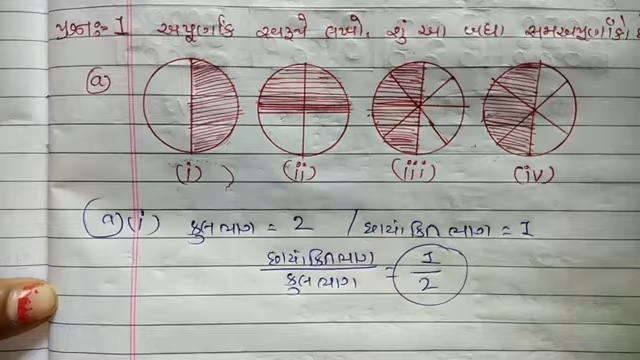 પ્રશ્ન :- 1 અપૂર્ણાંક સ્વરૂપે લખો. શું આ બધા સમઅપૂર્ણાંકો
(a)
(i) (ii) (iii) (iv)
(a) (i) કુલ ભાગ = 2 / છાયાંકિત ભાગ = 1
છાયાંકિત ભાગ / કુલ ભાગ = 1/2